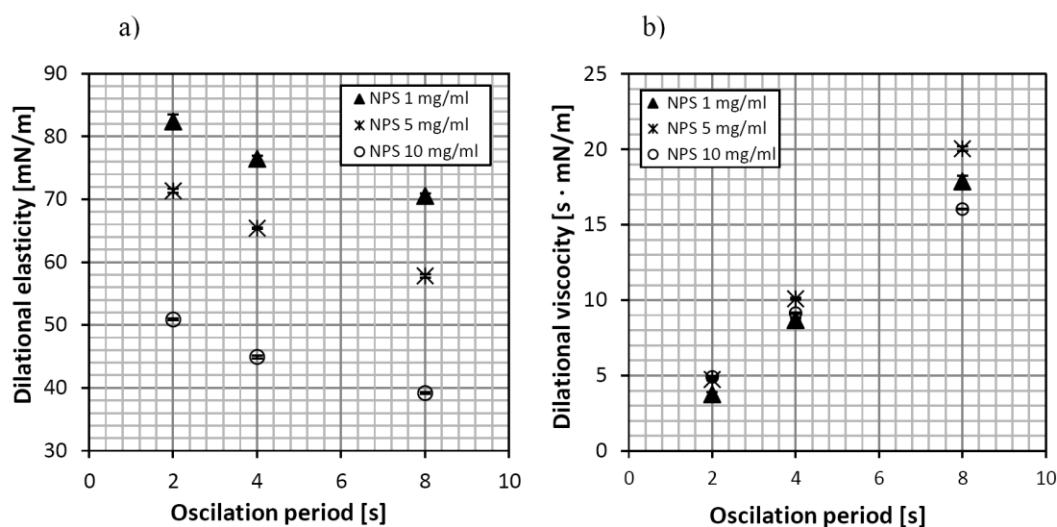 a)
Dilational elasticity [mN/m]
90
80
70
60
50
40
30
NPS 1 mg/ml
NPS 5 mg/ml
NPS 10 mg/ml
0 2 4 6 8 10
Oscilation period [s]
b)
Dilational viscocity [s · mN/m]
25
20
15
10
5
0
NPS 1 mg/ml
NPS 5 mg/ml
NPS 10 mg/ml
0 2 4 6 8 10
Oscilation period [s]